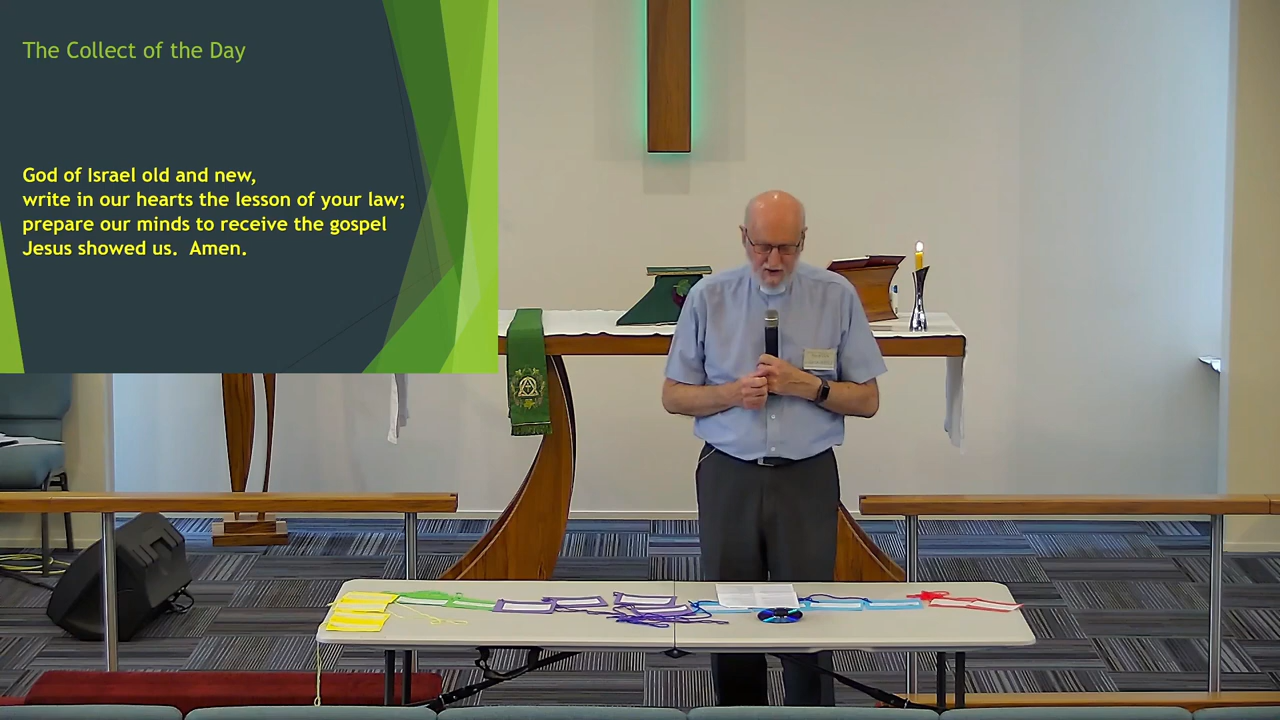 The Collect of the Day
God of Israel old and new,
write in our hearts the lesson of your law;
prepare our minds to receive the gospel
Jesus showed us.  Amen.